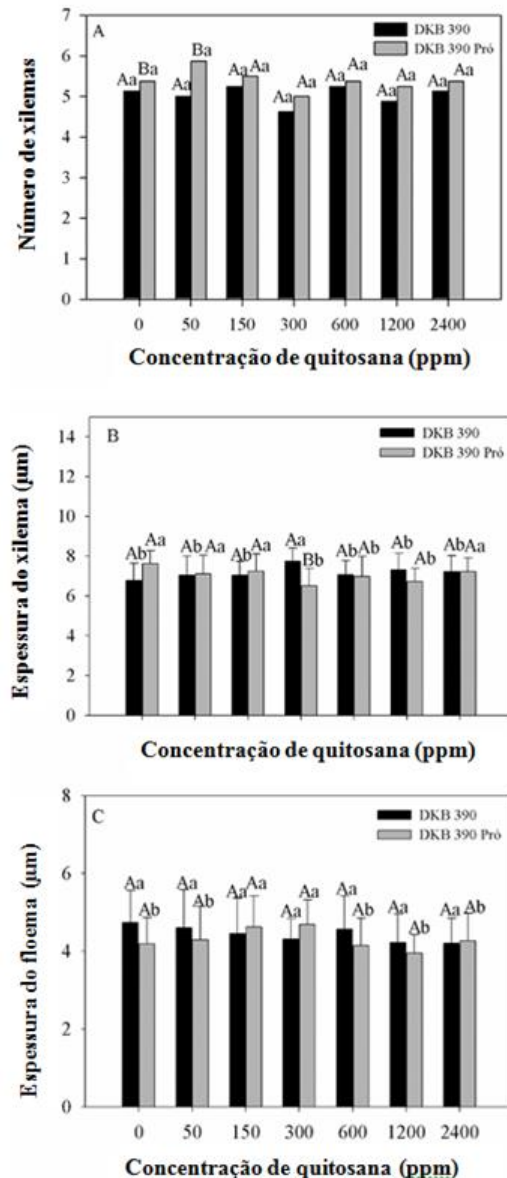 A
DKB 390
DKB 390 Pró
Número de xilemas
7
6
5
4
3
2
1
0
Aa Ba Aa Ba Aa Aa Aa Aa Aa Aa Aa Aa Aa Aa
0 50 150 300 600 1200 2400
Concentração de quitosana (ppm)
B
DKB 390
DKB 390 Pró
Espessura do xilema (µm)
14
12
10
8
6
4
2
0
Ab Aa Ab Aa Ab Aa Aa Bb Ab Ab Ab Ab Ab Aa
Concentração de quitosana (ppm)
C
DKB 390
DKB 390 Pró
Espessura do floema (µm)
8
6
4
2
0
Aa Ab Aa Ab Aa Aa Aa Aa Aa Ab Aa Ab Aa Ab
0 50 150 300 600 1200 2400
Concentração de quitosana (ppm)